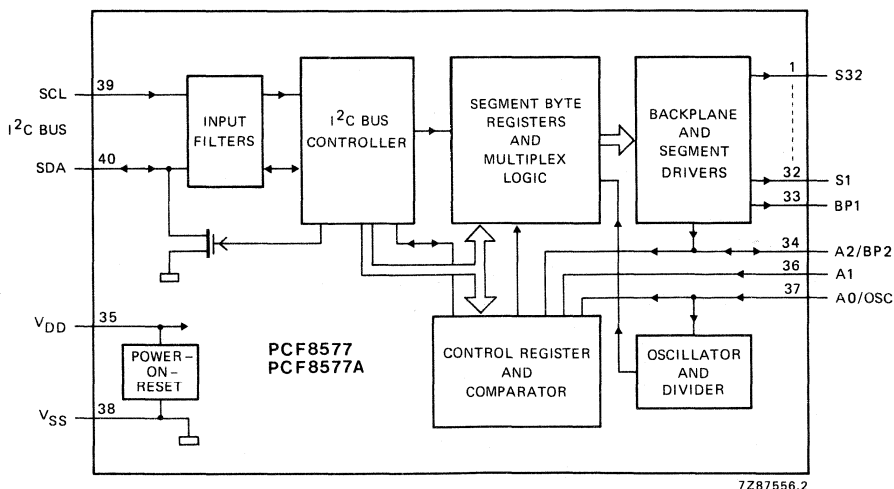 SCL 39
I²C BUS
SDA 40
INPUT
FILTERS
I²C BUS
CONTROLLER
SEGMENT BYTE
REGISTERS
AND
MULTIPLEX
LOGIC
BACKPLANE
AND
SEGMENT
DRIVERS
1 S32
32 S1
33 BP1
34 A2/BP2
36 A1
37 A0/OSC
VDD 35
POWER–
ON–
RESET
VSS 38
PCF8577
PCF8577A
CONTROL REGISTER
AND
COMPARATOR
OSCILLATOR
AND
DIVIDER
7Z87556.2